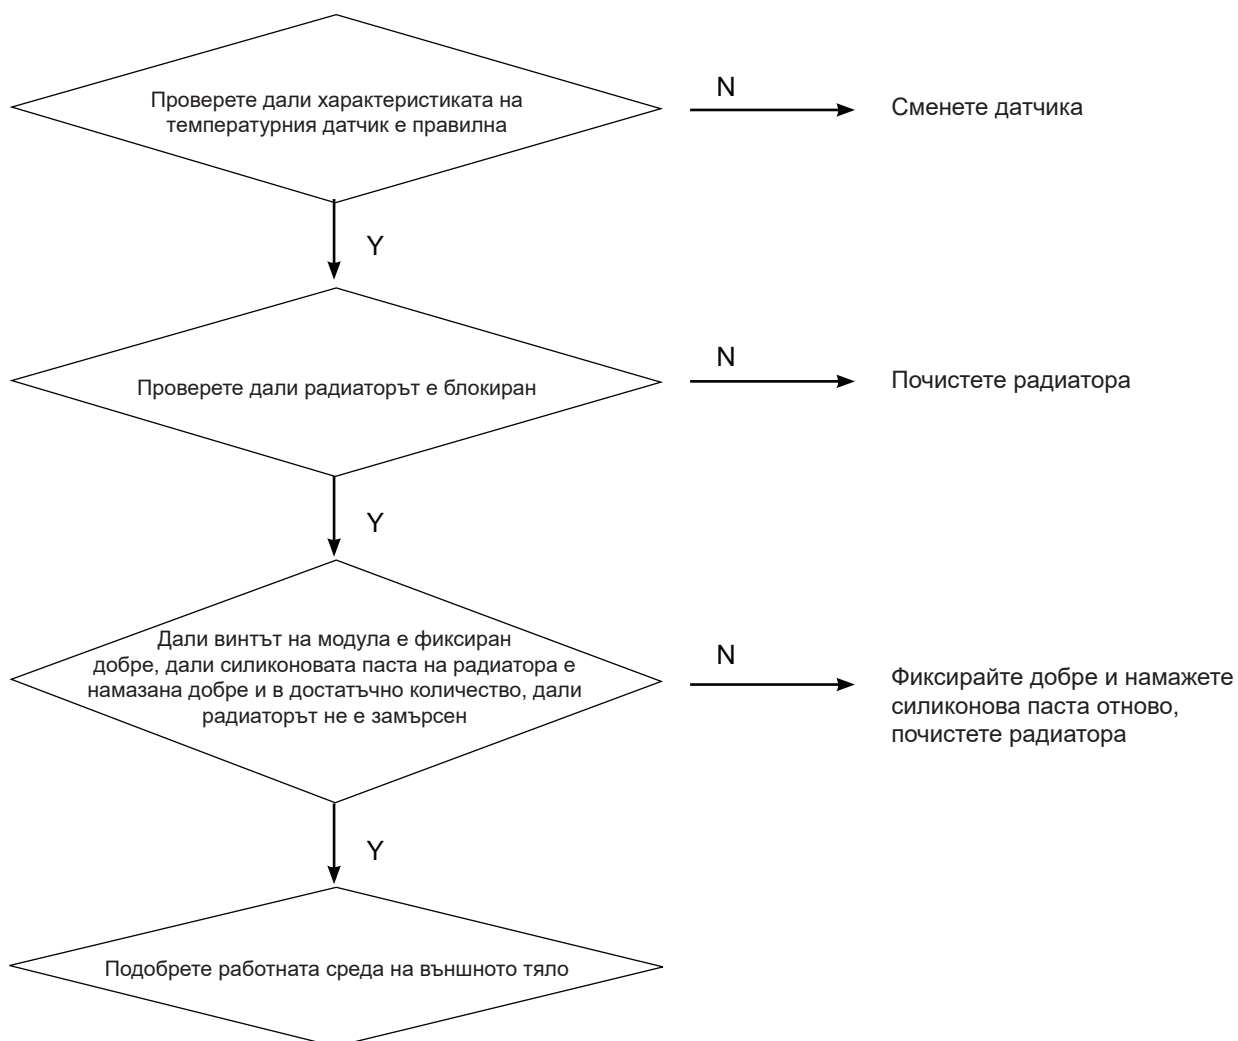 Проверете дали характеристиката на
температурния датчик е правилна
N
Сменете датчика
Y
Проверете дали радиаторът е блокиран
N
Почистете радиатора
Y
Дали винтът на модула е фиксиран
добре, дали силиконовата паста на радиатора е
намазана добре и в достатъчно количество, дали
радиаторът не е замърсен
N
Фиксирайте добре и намажете
силиконова паста отново,
почистете радиатора
Y
Подобрете работната среда на външното тяло